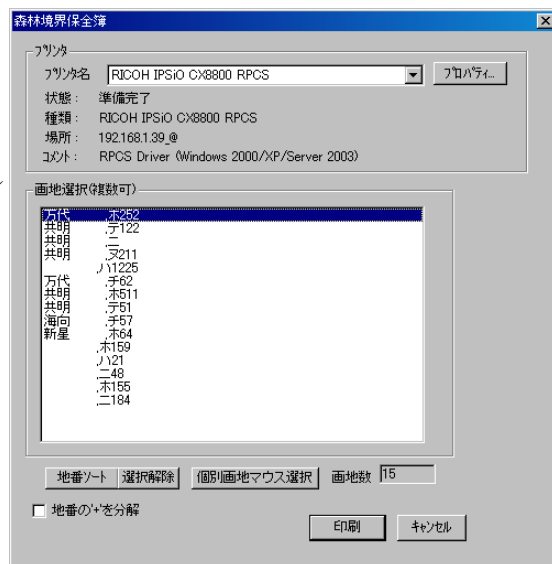 森林境界保全簿
プリンタ
プリンタ名 RICOH IPSiO CX8800 RPCS プロパティ...
状態： 準備完了
種類： RICOH IPSiO CX8800 RPCS
場所： 192.168.1.39_@
コメント： RPCS Driver (Windows 2000/XP/Server 2003)
画地選択(複数可)
万代 ,ホ252
共明 ,テ122
共明 ,ニ
共明 ,ヌ211
,ハ1225
万代 ,チ62
共明 ,ホ511
共明 ,テ51
海向 ,チ57
新星 ,ホ64
,ホ159
,ハ21
,ニ48
,ホ155
,ニ184
地番ソート 選択解除 個別画地マウス選択 画地数 15
地番の'+'を分解
印刷 キャンセル